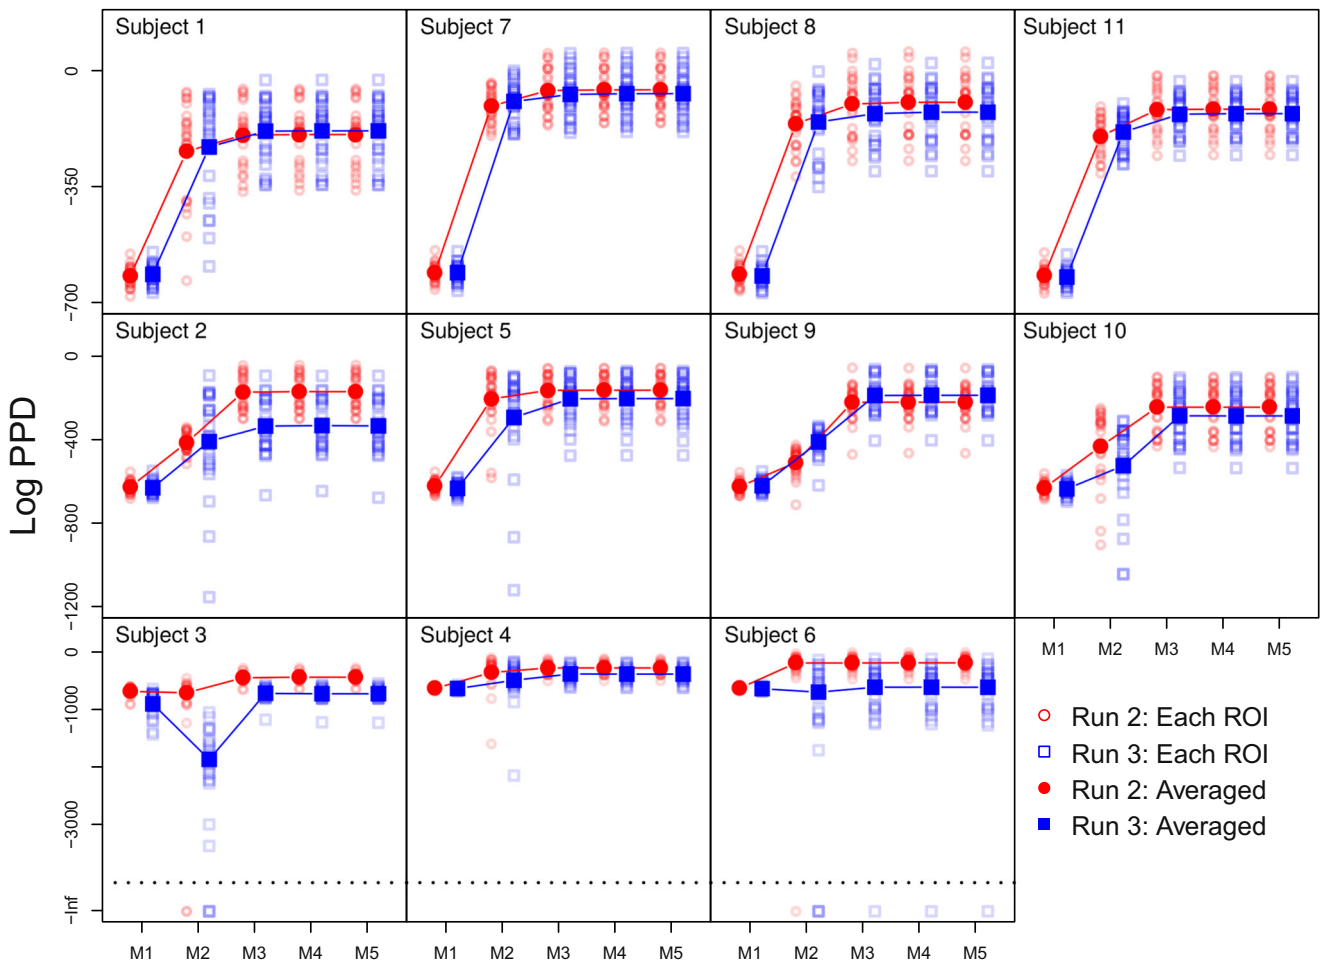 Subject 1
Subject 7
Subject 8
Subject 11
0
−350
−700
Subject 2
Subject 5
Subject 9
Subject 10
0
−400
−800
−1200
Log PPD
Subject 3
Subject 4
Subject 6
0
−1000
−3000
−Inf
M1 M2 M3 M4 M5
Run 2: Each ROI
Run 3: Each ROI
Run 2: Averaged
Run 3: Averaged
M1 M2 M3 M4 M5
M1 M2 M3 M4 M5
M1 M2 M3 M4 M5